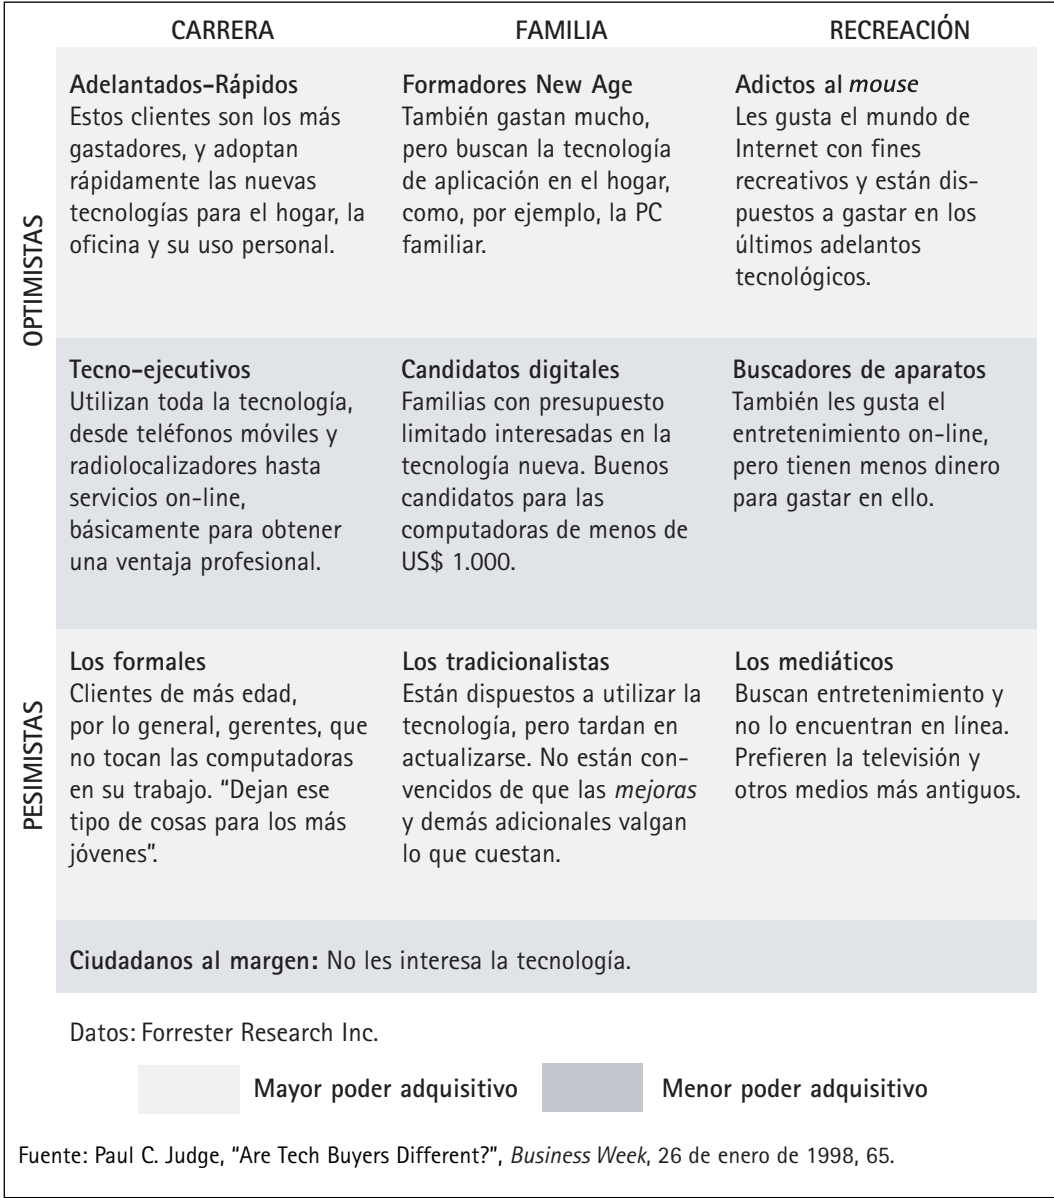 CARRERA FAMILIA RECREACIÓN
OPTIMISTAS
Adelantados-Rápidos
Estos clientes son los más
gastadores, y adoptan
rápidamente las nuevas
tecnologías para el hogar, la
oficina y su uso personal.
Formadores New Age
También gastan mucho,
pero buscan la tecnología
de aplicación en el hogar,
como, por ejemplo, la PC
familiar.
Adictos al mouse
Les gusta el mundo de
Internet con fines
recreativos y están dis-
puestos a gastar en los
últimos adelantos
tecnológicos.
Tecno-ejecutivos
Utilizan toda la tecnología,
desde teléfonos móviles y
radiolocalizadores hasta
servicios on-line,
básicamente para obtener
una ventaja profesional.
Candidatos digitales
Familias con presupuesto
limitado interesadas en la
tecnología nueva. Buenos
candidatos para las
computadoras de menos de
US$ 1.000.
Buscadores de aparatos
También les gusta el
entretenimiento on-line,
pero tienen menos dinero
para gastar en ello.
PESIMISTAS
Los formales
Clientes de más edad,
por lo general, gerentes, que
no tocan las computadoras
en su trabajo. "Dejan ese
tipo de cosas para los más
jóvenes".
Los tradicionalistas
Están dispuestos a utilizar la
tecnología, pero tardan en
actualizarse. No están con-
vencidos de que las mejoras
y demás adicionales valgan
lo que cuestan.
Los mediáticos
Buscan entretenimiento y
no lo encuentran en línea.
Prefieren la televisión y
otros medios más antiguos.
Ciudadanos al margen: No les interesa la tecnología.
Datos: Forrester Research Inc.
Mayor poder adquisitivo Menor poder adquisitivo
Fuente: Paul C. Judge, "Are Tech Buyers Different?", Business Week, 26 de enero de 1998, 65.